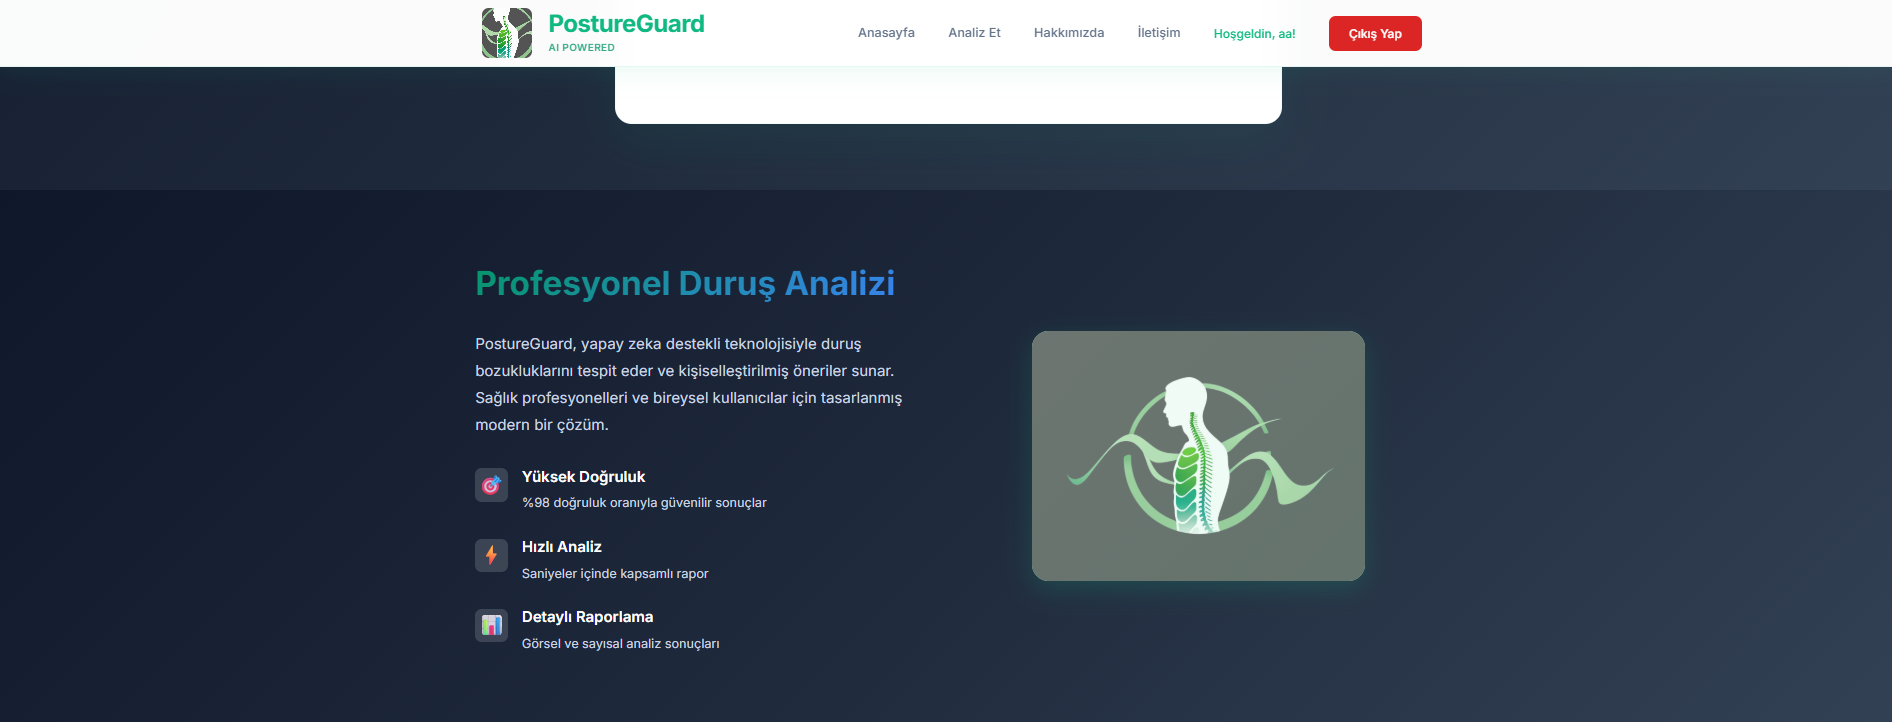 PostureGuard
AI POWERED
Anasayfa
Analiz Et
Hakkımızda
İletişim
Hoşgeldin, aa!
Çıkış Yap
Profesyonel Duruş Analizi
PostureGuard, yapay zeka destekli teknolojisiyle duruş
bozukluklarını tespit eder ve kişiselleştirilmiş öneriler sunar.
Sağlık profesyonelleri ve bireysel kullanıcılar için tasarlanmış
modern bir çözüm.
Yüksek Doğruluk
%98 doğruluk oranıyla güvenilir sonuçlar
Hızlı Analiz
Saniyeler içinde kapsamlı rapor
Detaylı Raporlama
Görsel ve sayısal analiz sonuçları